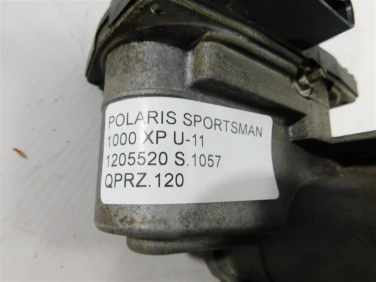 POLARIS SPORTSMAN
1000 XP U-11
1205520 S.1057
QPRZ.120